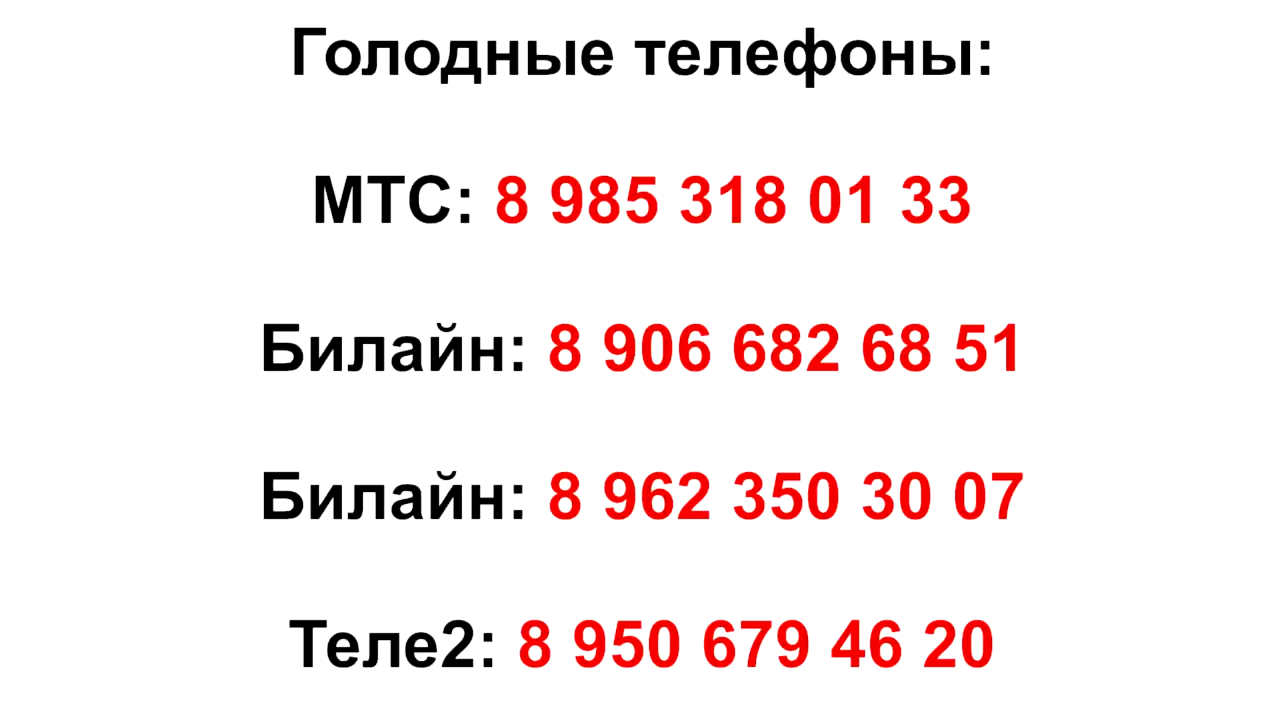 Голодные телефоны:
МТС: 8 985 318 01 33
Билайн: 8 906 682 68 51
Билайн: 8 962 350 30 07
Теле2: 8 950 679 46 20